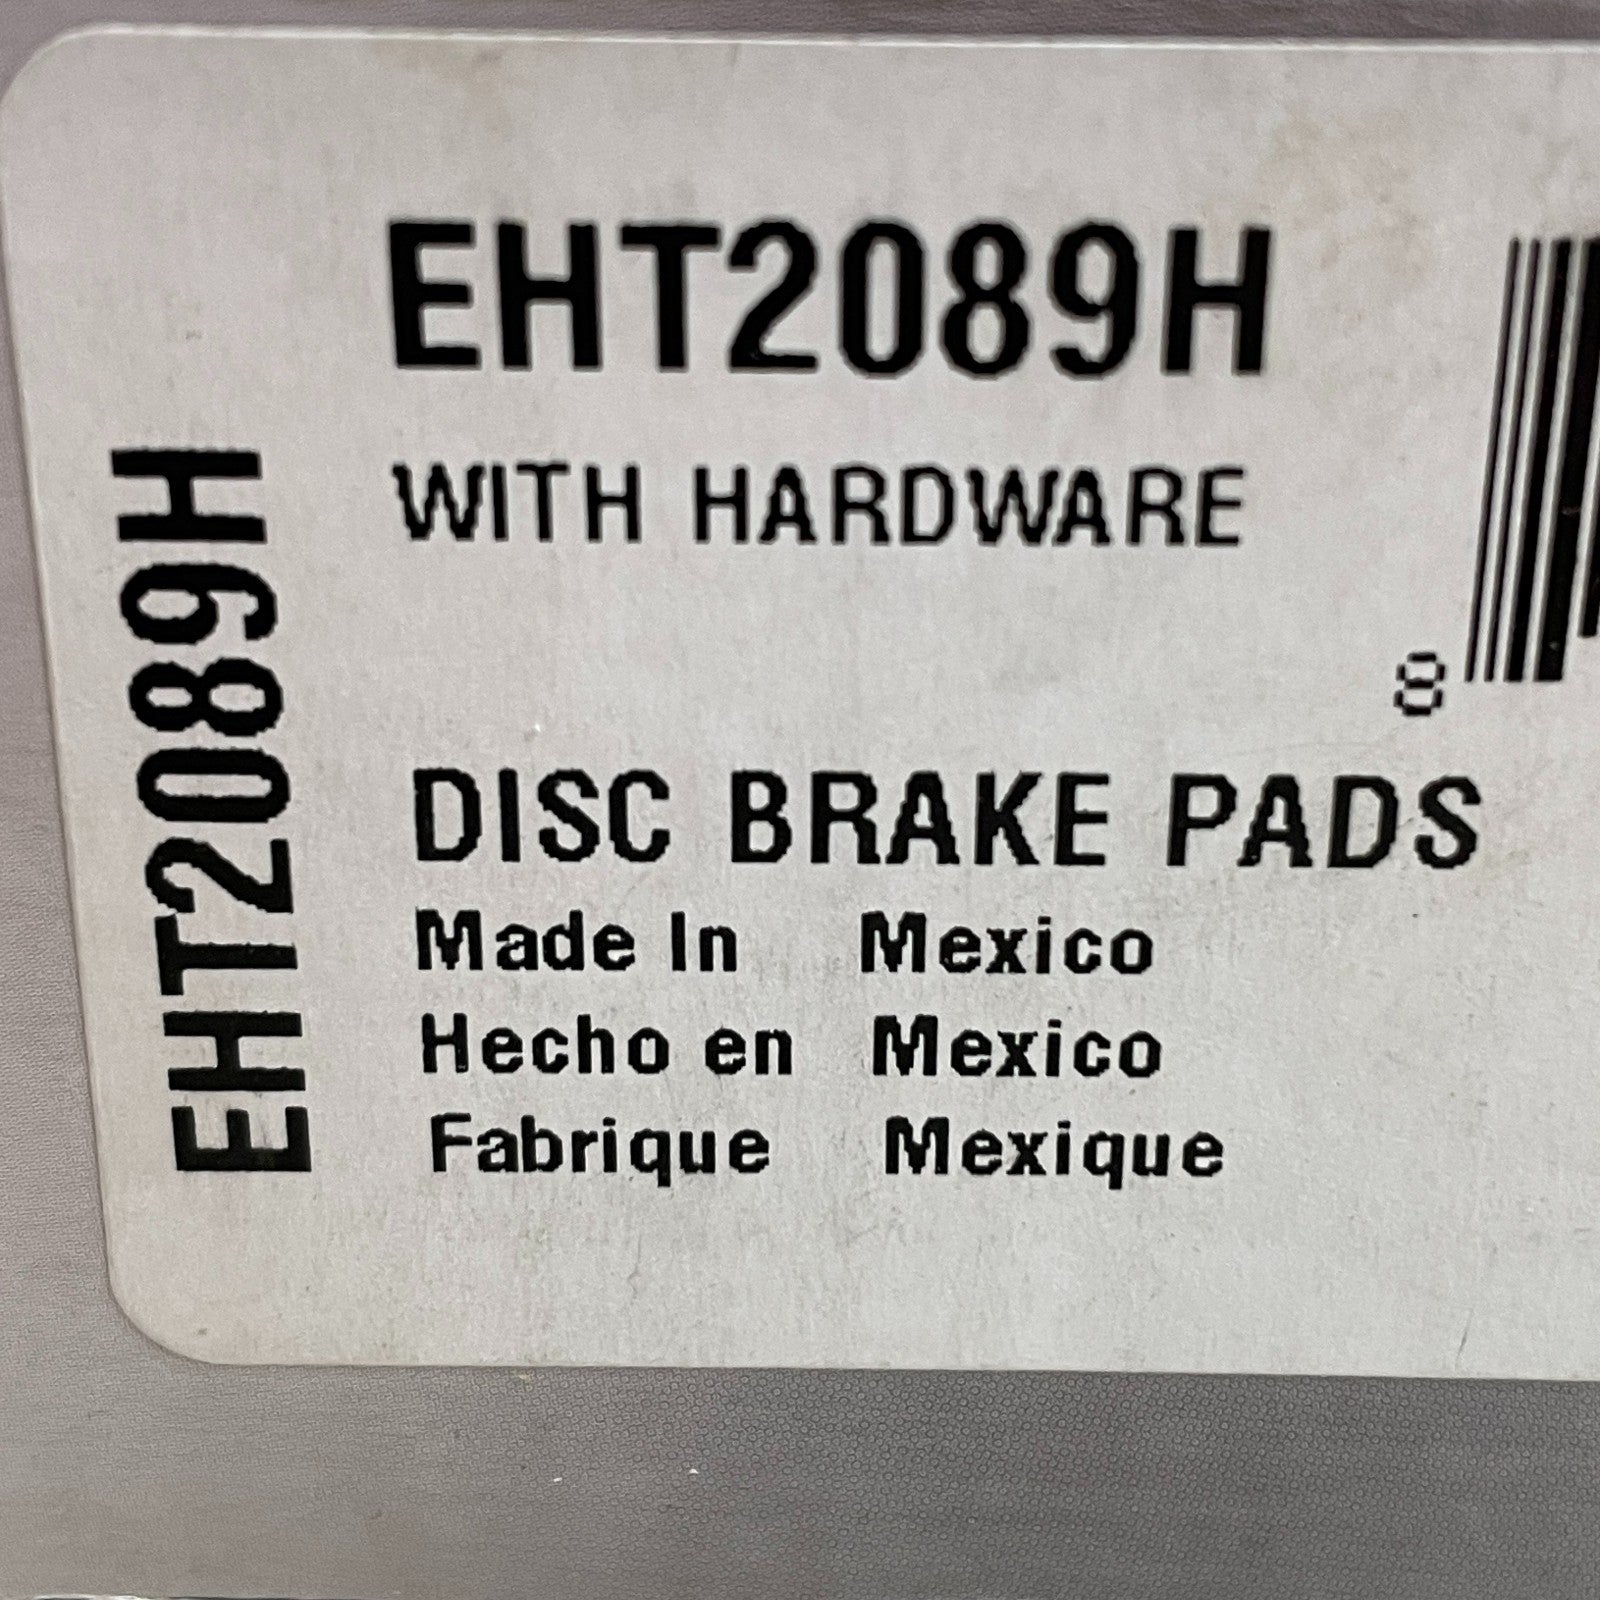 EHT2089H
WITH HARDWARE
EHT2089H
8
DISC BRAKE PADS
Made In Mexico
Hecho en Mexico
Fabrique Mexique